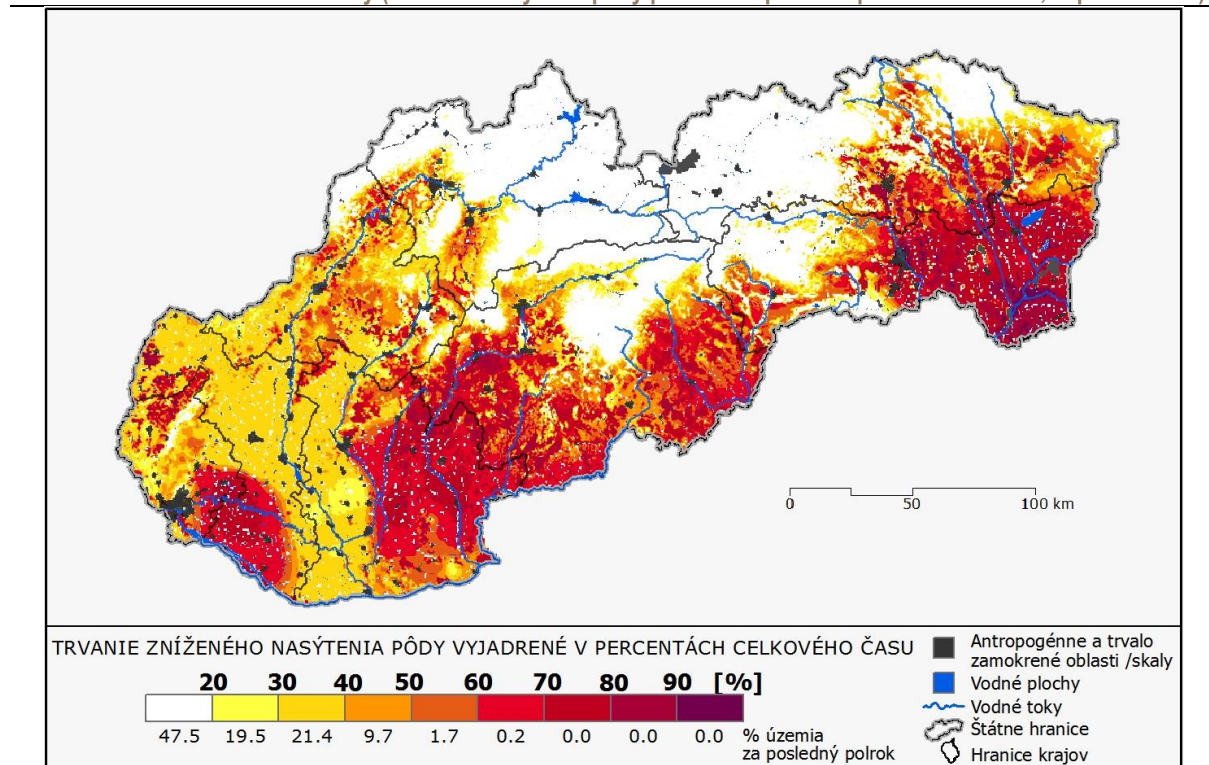 0 50 100 km
TRVANIE ZNÍŽENÉHO NASÝTENIA PÔDY VYJADRENÉ V PERCENTÁCH CELKOVÉHO ČASU
20 30 40 50 60 70 80 90 [%]
47.5 19.5 21.4 9.7 1.7 0.2 0.0 0.0 0.0 % územia
za posledný polrok
Antropogénne a trvalo
zamokrené oblasti /skaly
Vodné plochy
Vodné toky
Štátne hranice
Hranice krajov